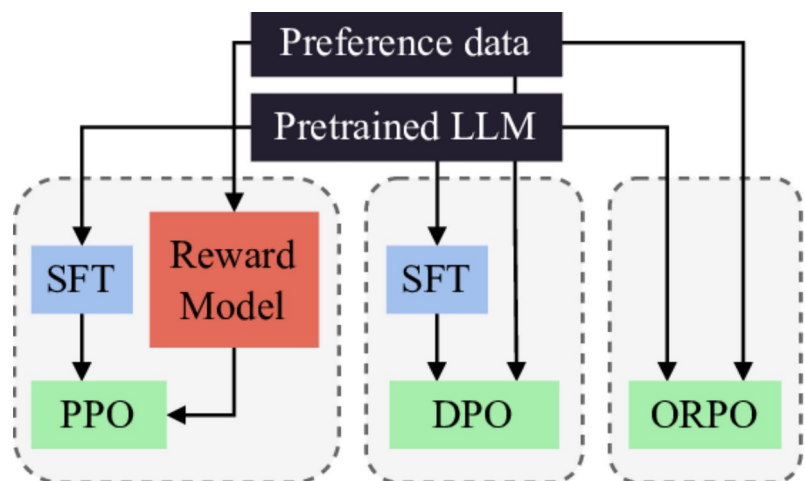 Preference data
Pretrained LLM
SFT
Reward
Model
PPO
SFT
DPO
ORPO